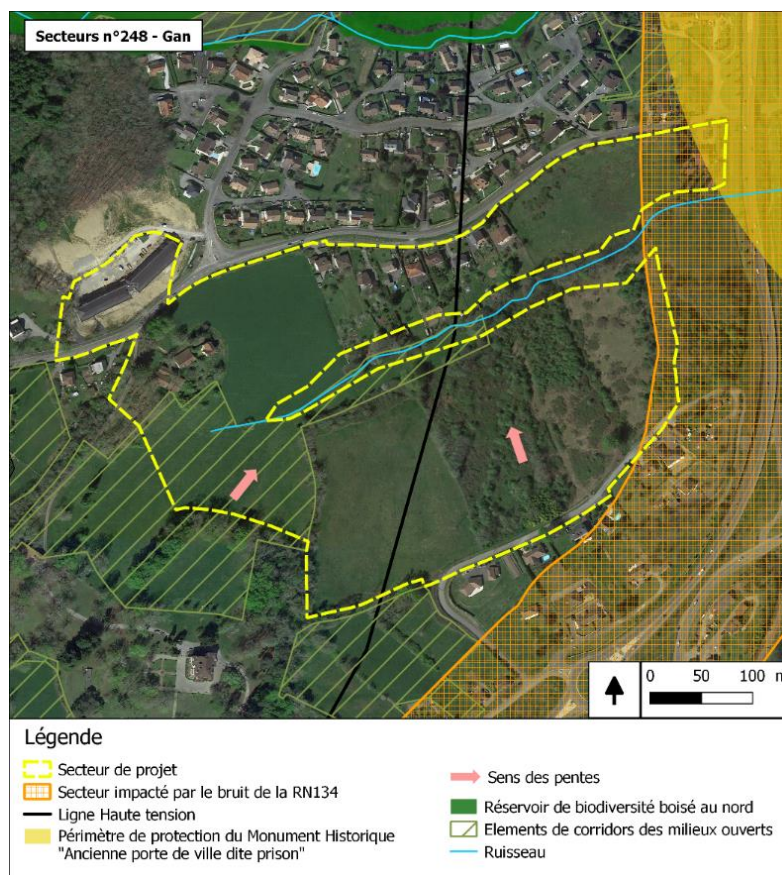 Secteurs n°248 - Gan
0 50 100 m
Légende
Secteur de projet
Secteur impacté par le bruit de la RN134
Ligne Haute tension
Périmètre de protection du Monument Historique
"Ancienne porte de ville dite prison"
Sens des pentes
Réservoir de biodiversité boisé au nord
Elements de corridors des milieux ouverts
Ruisseau